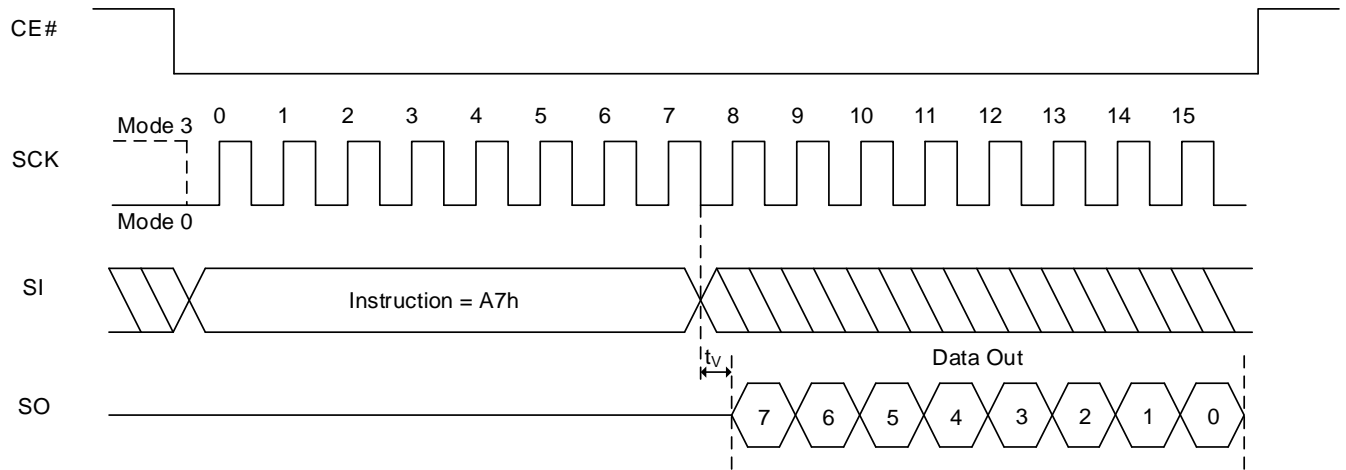 CE#
Mode 3
0 1 2 3 4 5 6 7 8 9 10 11 12 13 14 15
SCK
Mode 0
SI
Instruction = A7h
tV
Data Out
SO
7 6 5 4 3 2 1 0